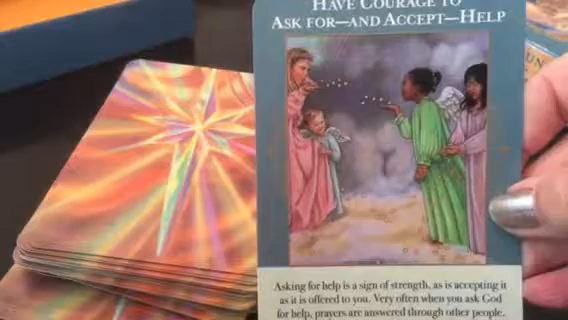 HAVE COURAGE TO
ASK FOR—AND ACCEPT—HELP
Asking for help is a sign of strength, as is accepting it
as it is offered to you. Very often when you ask God
for help, prayers are answered through other people.